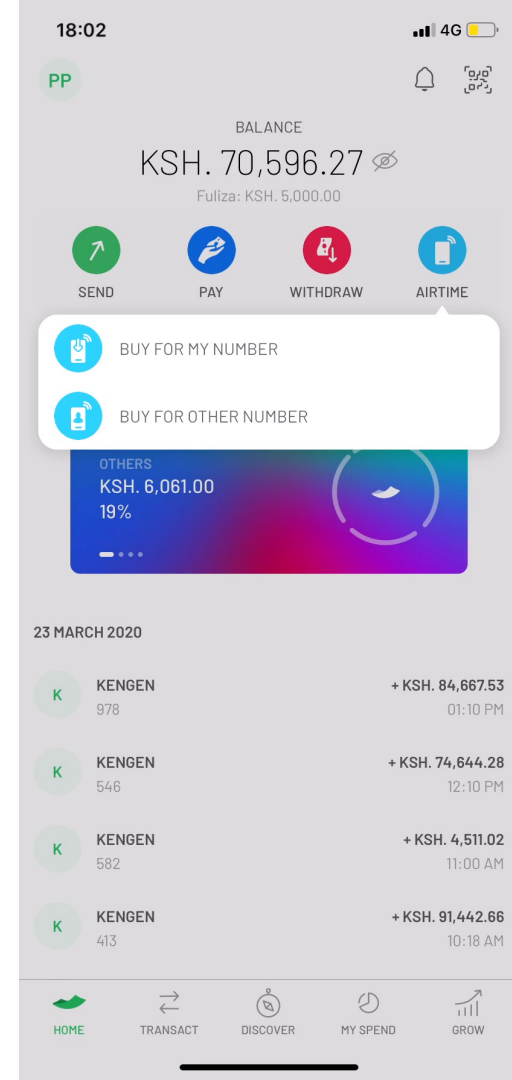 18:02
4G
PP
BALANCE
KSH. 70,596.27
Fuliza: KSH. 5,000.00
SEND PAY WITHDRAW AIRTIME
BUY FOR MY NUMBER
BUY FOR OTHER NUMBER
OTHERS
KSH. 6,061.00
19%
23 MARCH 2020
K KENGEN + KSH. 84,667.53
978 01:10 PM
K KENGEN + KSH. 74,644.28
546 12:10 PM
K KENGEN + KSH. 4,511.02
582 11:00 AM
K KENGEN + KSH. 91,442.66
413 10:18 AM
HOME TRANSACT DISCOVER MY SPEND GROW